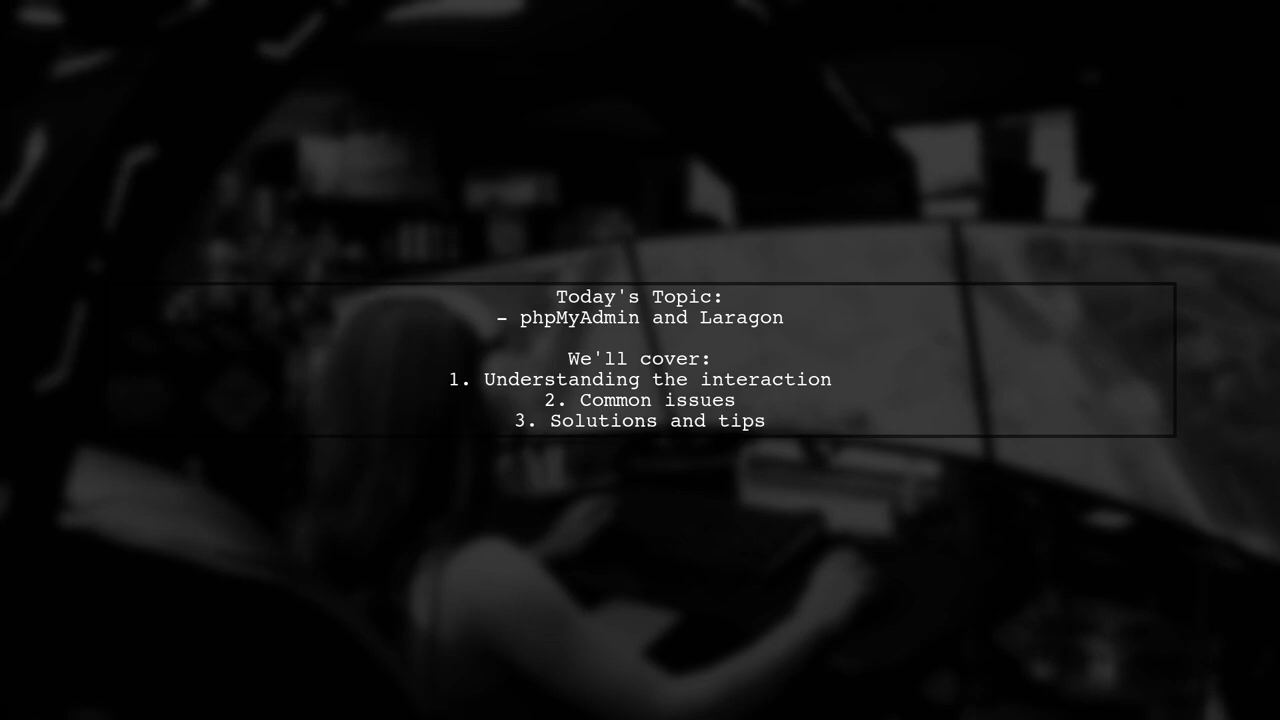 Today's Topic:
- phpMyAdmin and Laragon
We'll cover:
1. Understanding the interaction
2. Common issues
3. Solutions and tips